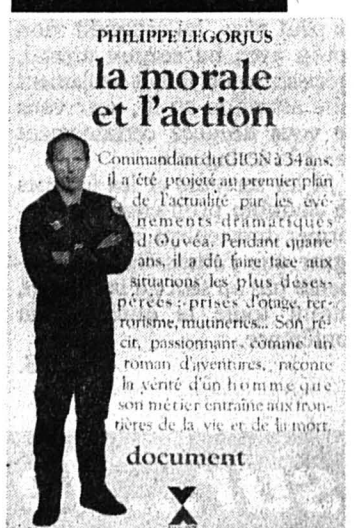 PHILIPPE LEGORJUS
la morale
et l'action
Commandant du GIGN à 34 ans,
il a été projeté au premier plan
de l'actualité par les évé-
nements dramatiques
d'Ouvéa. Pendant quatre
ans, il a dû faire face aux
situations les plus déses-
pérées : prises d'otage, ter-
rorisme, mutineries... Son ré-
cit, passionnant comme un
roman d'aventures, raconte
la vérité d'un homme que
son métier entraîne aux fron-
tières de la vie et de la mort.
document